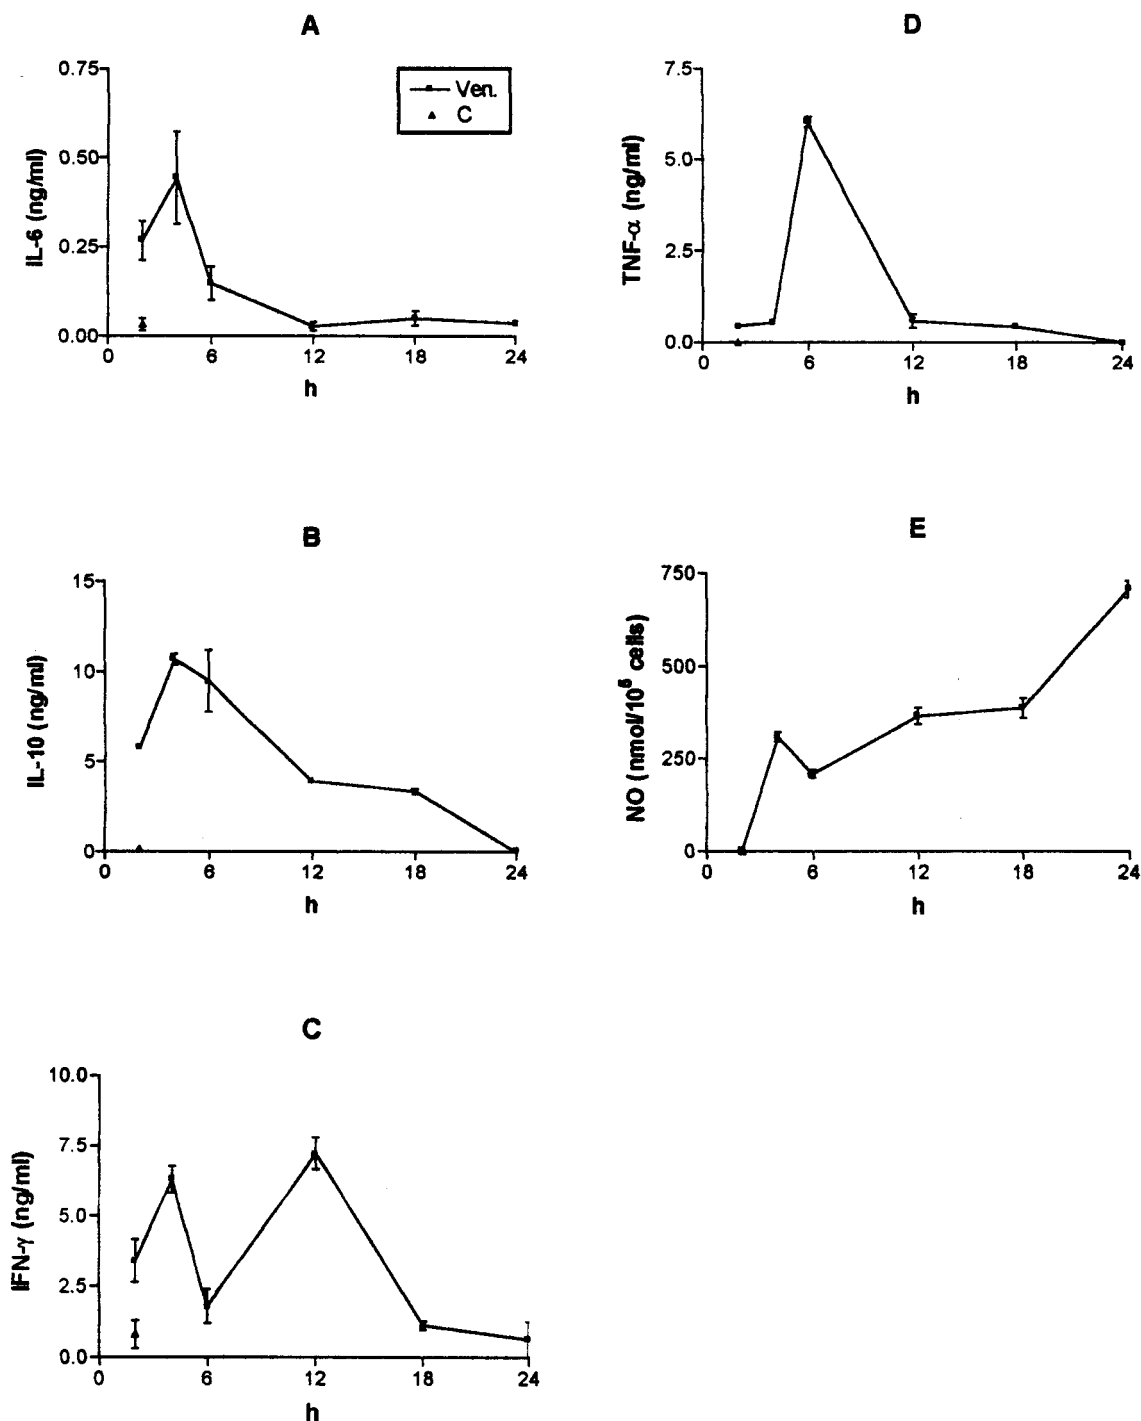 A
IL-6 (ng/ml)
0.75
0.50
0.25
0.00
0 6 12 18 24
h
Ven.
C
D
TNF-α (ng/ml)
7.5
5.0
2.5
0.0
0 6 12 18 24
h
B
IL-10 (ng/ml)
15
10
5
0
0 6 12 18 24
h
E
NO (nmol/10⁶ cells)
750
500
250
0
0 6 12 18 24
h
C
IFN-γ (ng/ml)
10.0
7.5
5.0
2.5
0.0
0 6 12 18 24
h